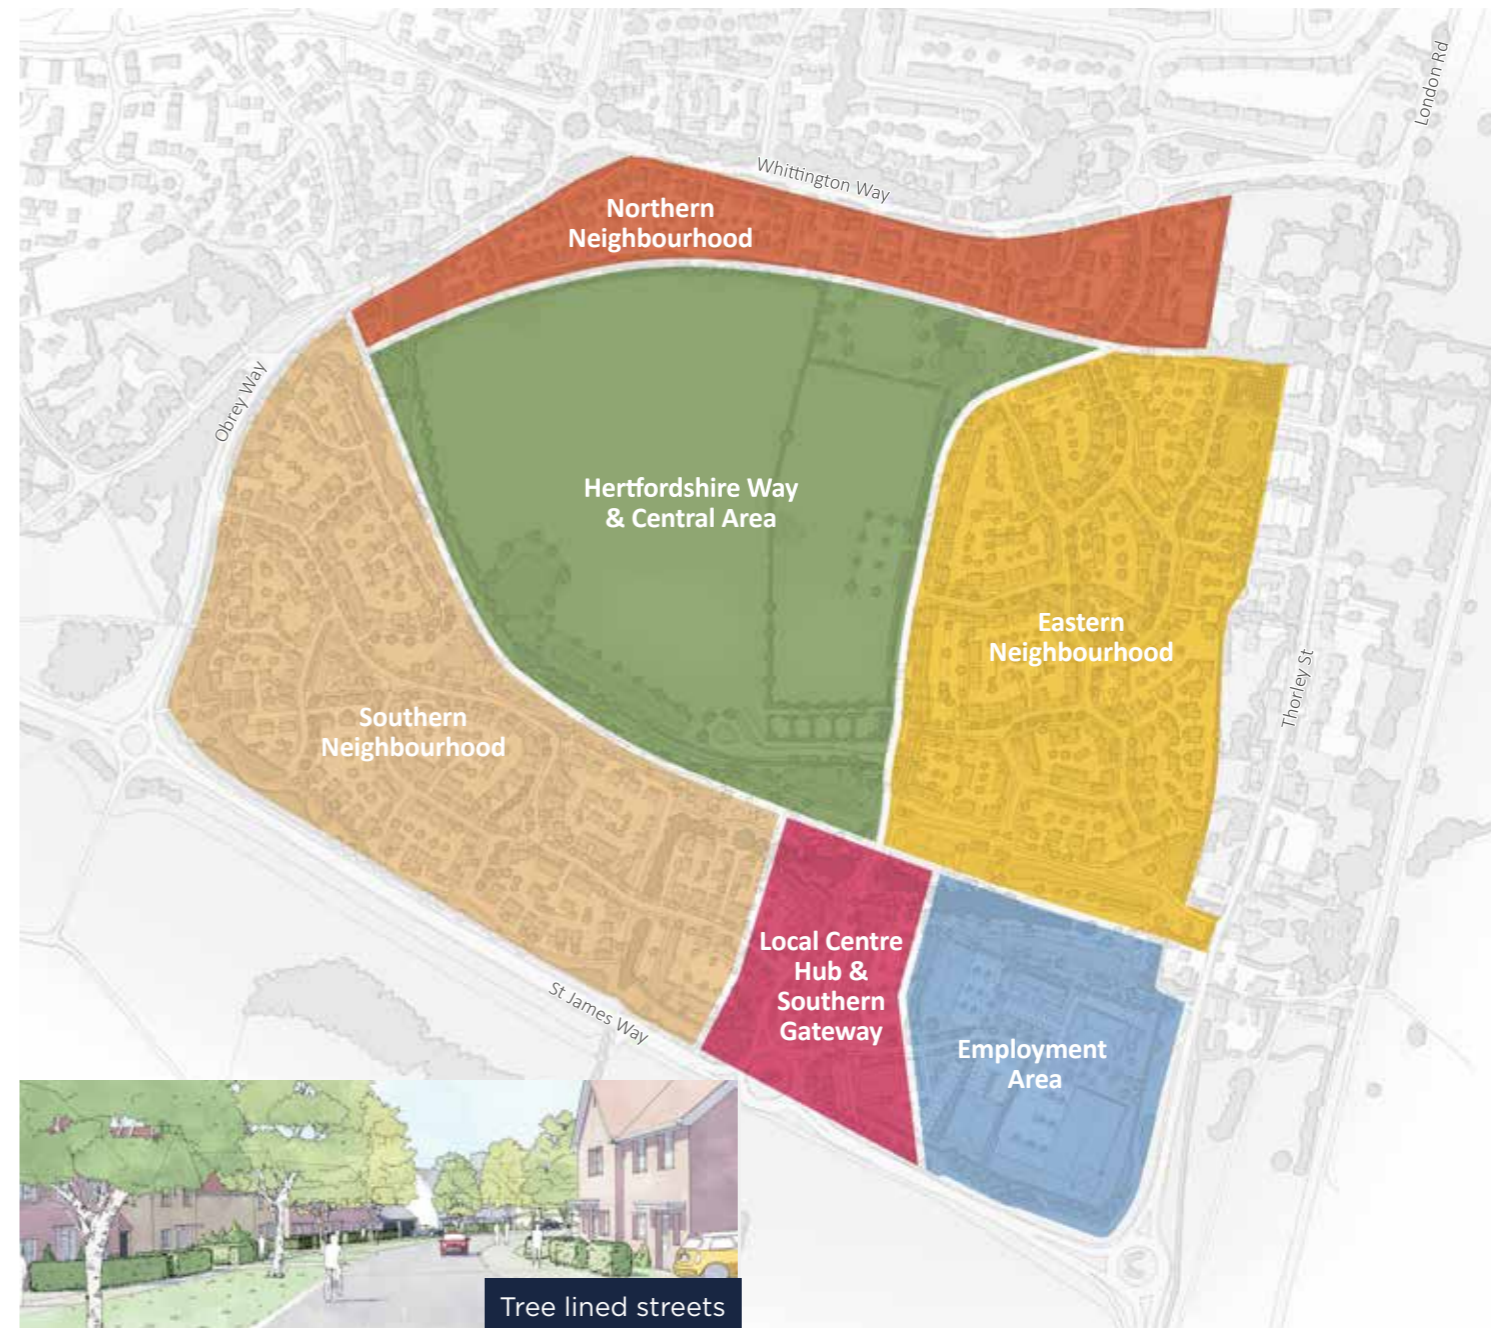 London Rd
Whittington Way
Northern
Neighbourhood
Obrey Way
Hertfordshire Way
& Central Area
Eastern
Neighbourhood
Thorley St
Southern
Neighbourhood
Local Centre
Hub &
Southern
Gateway
St James Way
Employment
Area
Tree lined streets